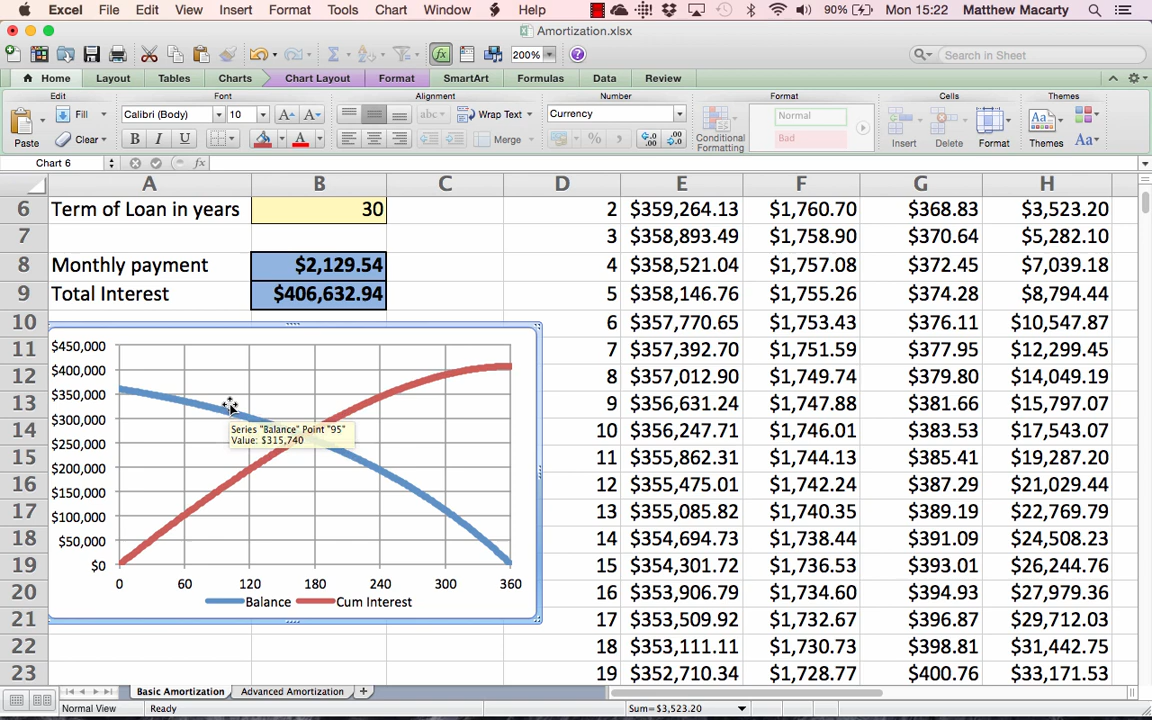 Excel File Edit View Insert Format Tools Chart Window Help 90% Mon 15:22 Matthew Macarty
Amortization.xlsx
200% Search in Sheet
Home Layout Tables Charts Chart Layout Format SmartArt Formulas Data Review
Edit Font Alignment Number Format Cells Themes
Fill Calibri (Body) 10 A A abc Wrap Text Currency Normal
Paste Clear B I U A Merge % , Conditional Formatting Bad Insert Delete Format Themes Aa
Chart 6 fx
A B C D E F G H
6 Term of Loan in years 30 2 $359,264.13 $1,760.70 $368.83 $3,523.20
7 3 $358,893.49 $1,758.90 $370.64 $5,282.10
8 Monthly payment $2,129.54 4 $358,521.04 $1,757.08 $372.45 $7,039.18
9 Total Interest $406,632.94 5 $358,146.76 $1,755.26 $374.28 $8,794.44
10 6 $357,770.65 $1,753.43 $376.11 $10,547.87
11 7 $357,392.70 $1,751.59 $377.95 $12,299.45
12 8 $357,012.90 $1,749.74 $379.80 $14,049.19
13 9 $356,631.24 $1,747.88 $381.66 $15,797.07
14 10 $356,247.71 $1,746.01 $383.53 $17,543.07
15 11 $355,862.31 $1,744.13 $385.41 $19,287.20
16 12 $355,475.01 $1,742.24 $387.29 $21,029.44
17 13 $355,085.82 $1,740.35 $389.19 $22,769.79
18 14 $354,694.73 $1,738.44 $391.09 $24,508.23
19 15 $354,301.72 $1,736.53 $393.01 $26,244.76
20 16 $353,906.79 $1,734.60 $394.93 $27,979.36
21 17 $353,509.92 $1,732.67 $396.87 $29,712.03
22 18 $353,111.11 $1,730.73 $398.81 $31,442.75
23 19 $352,710.34 $1,728.77 $400.76 $33,171.53
$450,000
$400,000
$350,000
$300,000
$250,000
$200,000
$150,000
$100,000
$50,000
$0
0 60 120 180 240 300 360
Balance Cum Interest
Series "Balance" Point "95"
Value: $315,740
Basic Amortization Advanced Amortization +
Normal View Ready Sum=$3,523.20